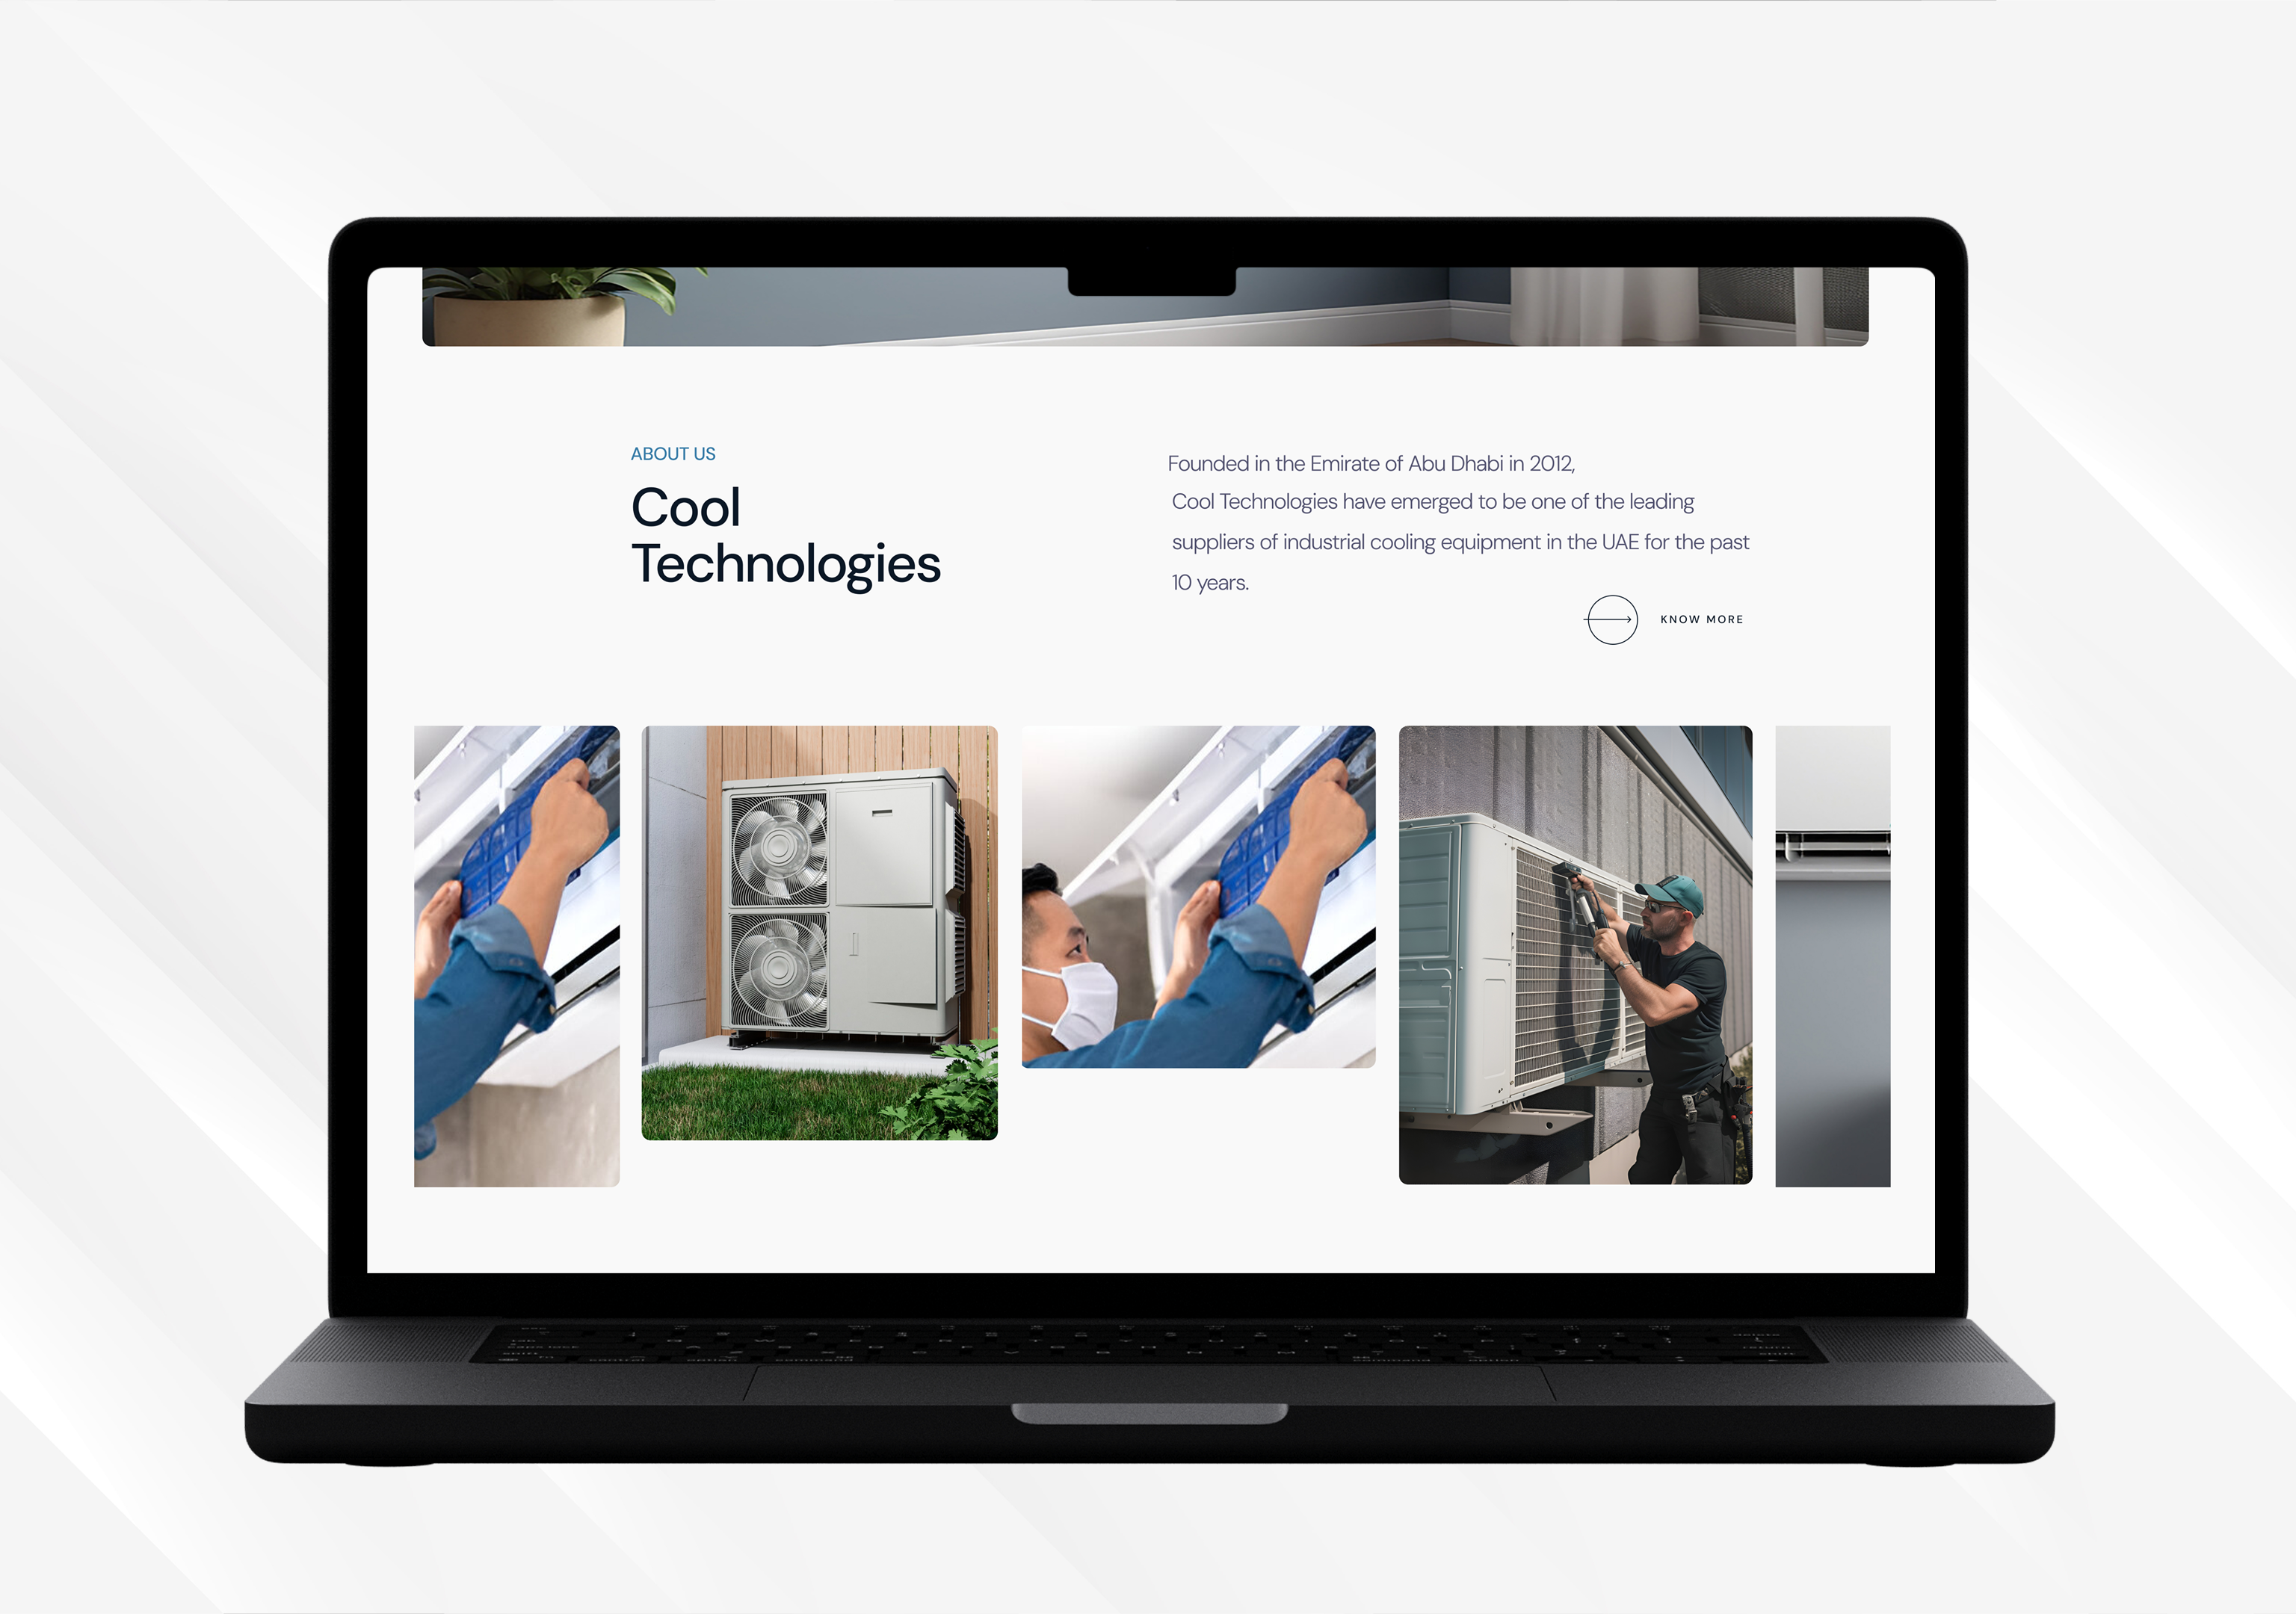 ABOUT US
Cool
Technologies
Founded in the Emirate of Abu Dhabi in 2012,
Cool Technologies have emerged to be one of the leading
suppliers of industrial cooling equipment in the UAE for the past
10 years.
KNOW MORE